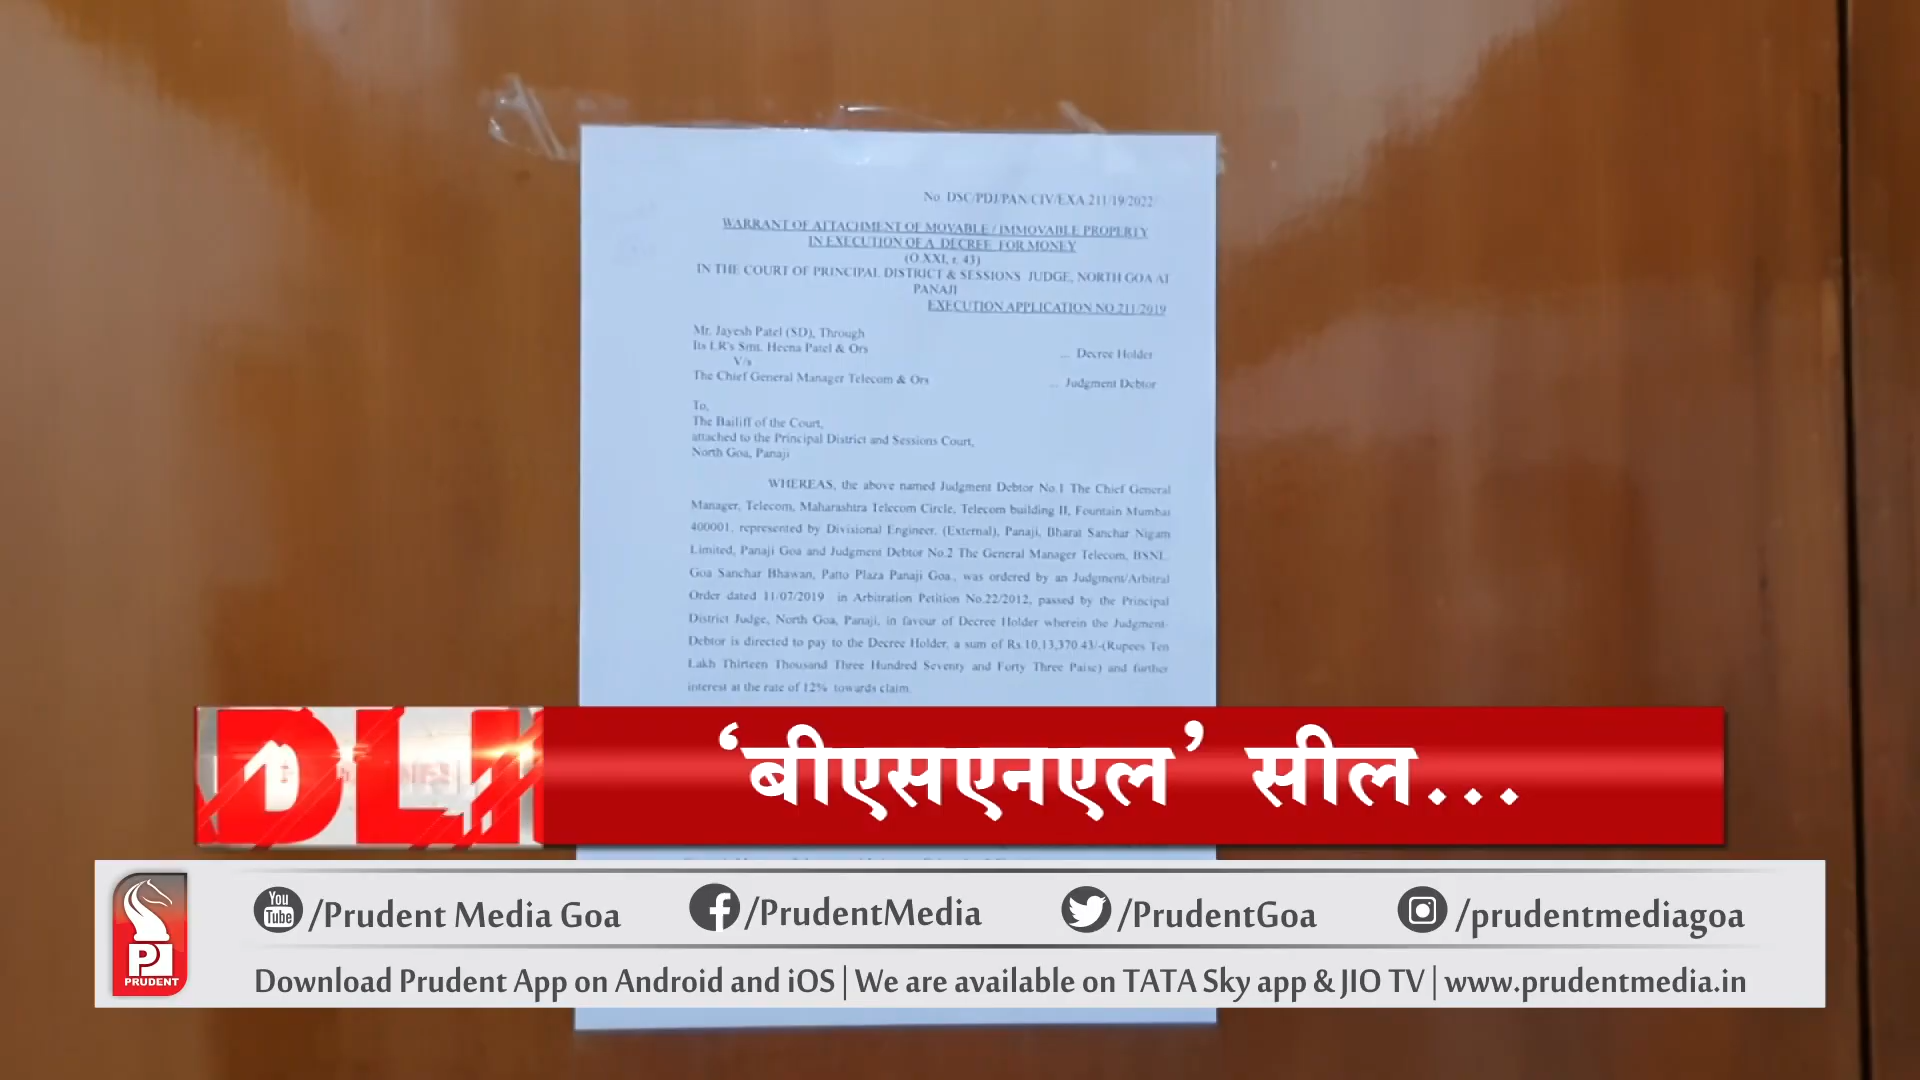 No. DSC/PDJ/PAN/CIV/EXA.211/19/2022/
WARRANT OF ATTACHMENT OF MOVABLE / IMMOVABLE PROPERTY
IN EXECUTION OF A DECREE FOR MONEY
(O.XXI, r. 43)
IN THE COURT OF PRINCIPAL DISTRICT & SESSIONS JUDGE, NORTH GOA AT
PANAJI
EXECUTION APPLICATION NO.211/2019
Mr. Jayesh Patel (SD), Through
Its LR's Smt. Heena Patel & Ors
... Decree Holder
V/s
The Chief General Manager Telecom & Ors
... Judgment Debtor
To,
The Bailiff of the Court,
attached to the Principal District and Sessions Court,
North Goa, Panaji
WHEREAS, the above named Judgment Debtor No.1 The Chief General
Manager, Telecom, Maharashtra Telecom Circle, Telecom building II, Fountain Mumbai
400001, represented by Divisional Engineer, (External), Panaji, Bharat Sanchar Nigam
Limited, Panaji Goa and Judgment Debtor No.2 The General Manager Telecom, BSNL
Goa Sanchar Bhawan, Patto Plaza Panaji Goa., was ordered by an Judgment/Arbitral
Order dated 11/07/2019 in Arbitration Petition No.22/2012, passed by the Principal
District Judge, North Goa, Panaji, in favour of Decree Holder wherein the Judgment
Debtor is directed to pay to the Decree Holder, a sum of Rs.10,13,370.43/-(Rupees Ten
Lakh Thirteen Thousand Three Hundred Seventy and Forty Three Paise) and further
interest at the rate of 12% towards claim.
‘बीएसएनएल’ सील...
You Tube /Prudent Media Goa
/PrudentMedia
/PrudentGoa
/prudentmediagoa
PRUDENT
Download Prudent App on Android and iOS | We are available on TATA Sky app & JIO TV | www.prudentmedia.in